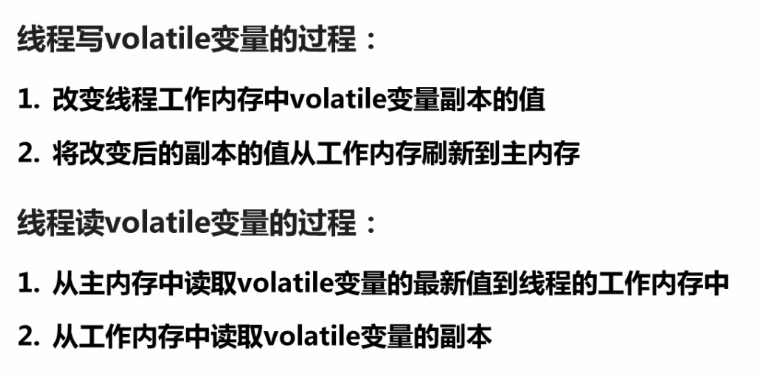 线程写volatile变量的过程：
1. 改变线程工作内存中volatile变量副本的值
2. 将改变后的副本的值从工作内存刷新到主内存
线程读volatile变量的过程：
1. 从主内存中读取volatile变量的最新值到线程的工作内存中
2. 从工作内存中读取volatile变量的副本